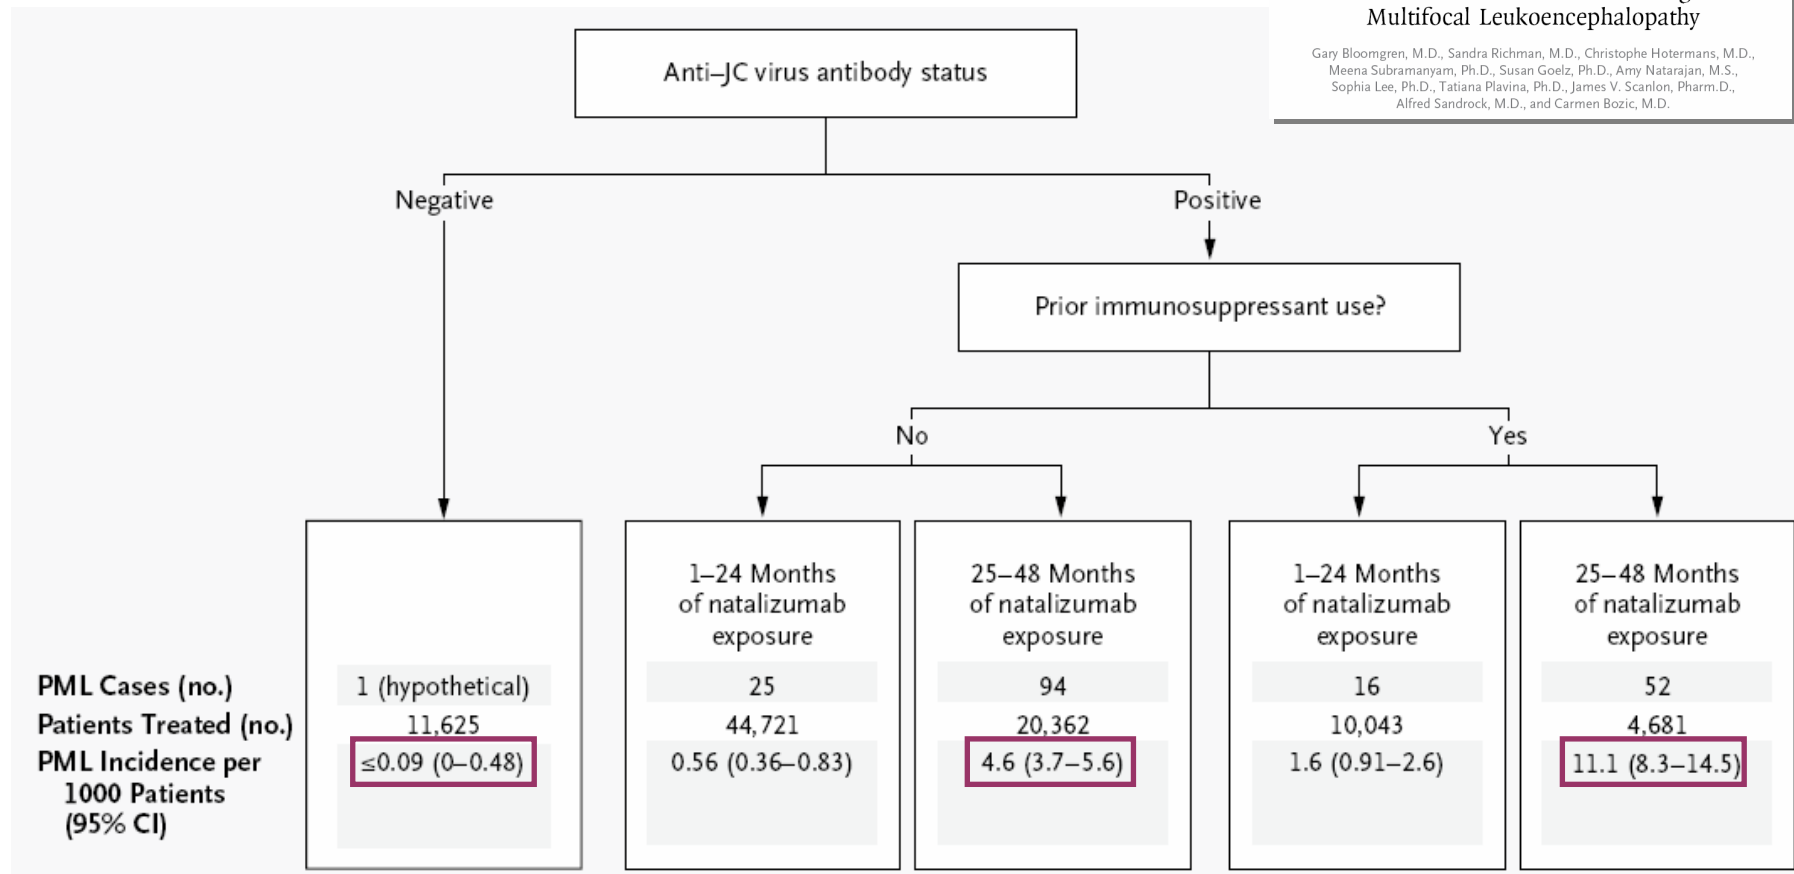 Multifocal Leukoencephalopathy
Gary Bloomgren, M.D., Sandra Richman, M.D., Christophe Hotermans, M.D.,
Meena Subramanyam, Ph.D., Susan Goelz, Ph.D., Amy Natarajan, M.S.,
Sophia Lee, Ph.D., Tatiana Plavina, Ph.D., James V. Scanlon, Pharm.D.,
Alfred Sandrock, M.D., and Carmen Bozic, M.D.
Anti–JC virus antibody status
Negative
Positive
Prior immunosuppressant use?
No
Yes
1–24 Months
of natalizumab
exposure
25–48 Months
of natalizumab
exposure
1–24 Months
of natalizumab
exposure
25–48 Months
of natalizumab
exposure
PML Cases (no.) 1 (hypothetical) 25 94 16 52
Patients Treated (no.) 11,625 44,721 20,362 10,043 4,681
PML Incidence per ≤0.09 (0–0.48) 0.56 (0.36–0.83) 4.6 (3.7–5.6) 1.6 (0.91–2.6) 11.1 (8.3–14.5)
1000 Patients
(95% CI)